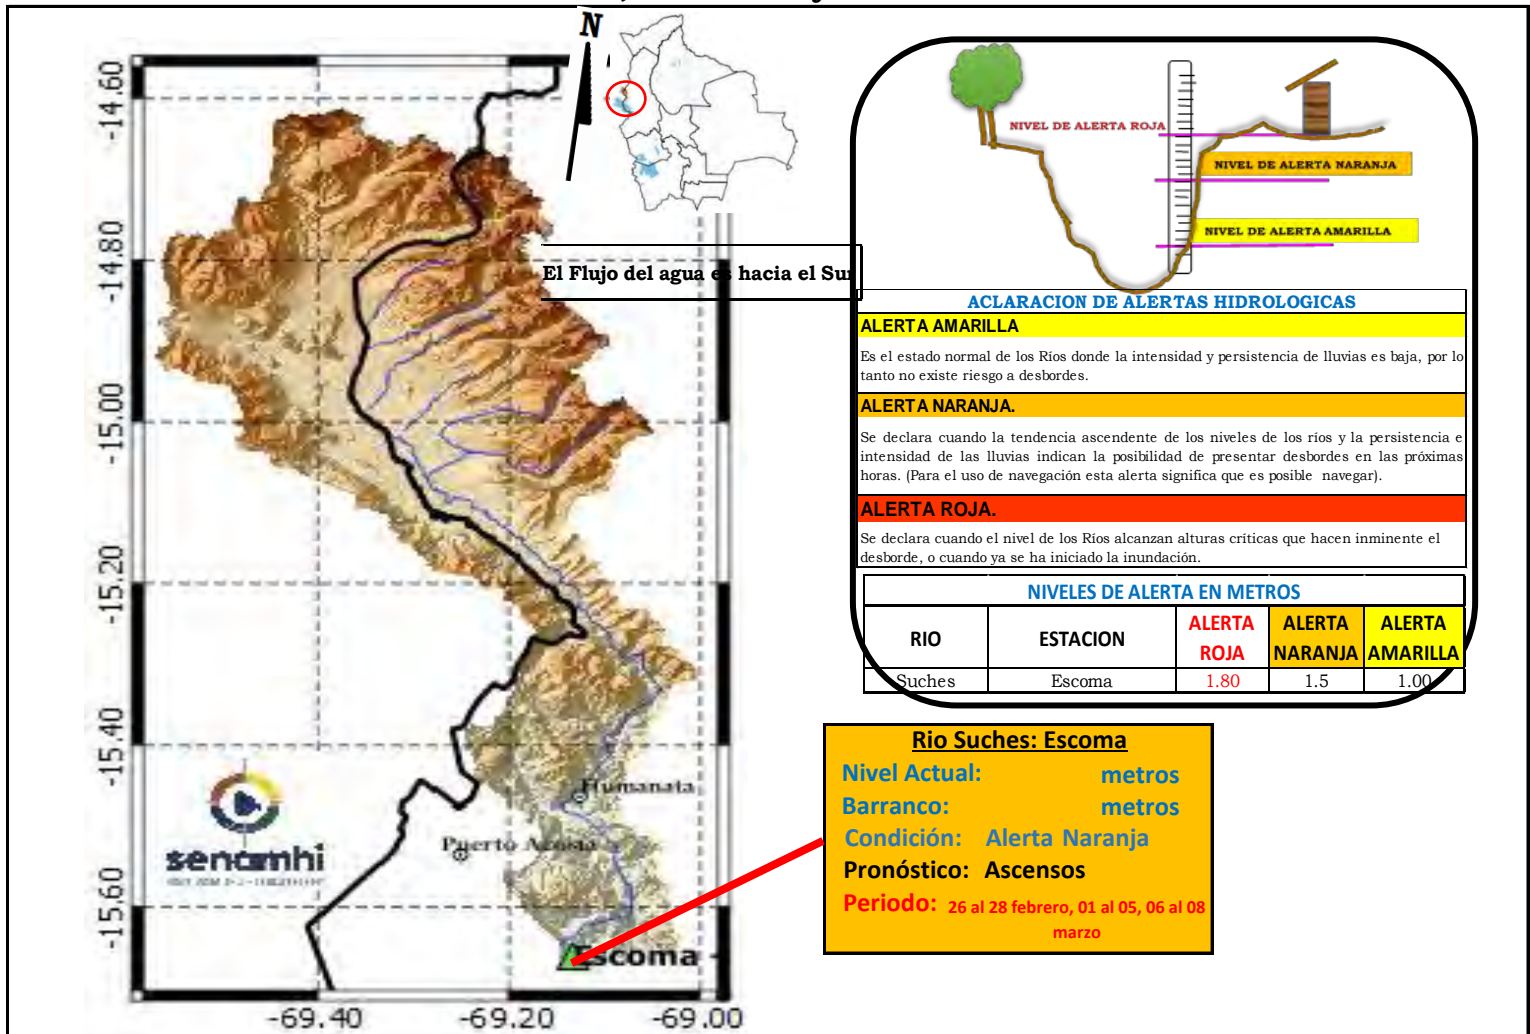 N
-14.60
-14.80
-15.00
-15.20
-15.40
-15.60
-69.40
-69.20
-69.00
El Flujo del agua es hacia el Sur
Humanata
Puerto Acosta
Escoma
senamhi
NIVEL DE ALERTA ROJA
NIVEL DE ALERTA NARANJA
NIVEL DE ALERTA AMARILLA
ACLARACION DE ALERTAS HIDROLOGICAS
ALERTA AMARILLA
Es el estado normal de los Ríos donde la intensidad y persistencia de lluvias es baja, por lo
tanto no existe riesgo a desbordes.
ALERTA NARANJA.
Se declara cuando la tendencia ascendente de los niveles de los ríos y la persistencia e
intensidad de las lluvias indican la posibilidad de presentar desbordes en las próximas
horas. (Para el uso de navegación esta alerta significa que es posible navegar).
ALERTA ROJA.
Se declara cuando el nivel de los Ríos alcanzan alturas críticas que hacen inminente el
desborde, o cuando ya se ha iniciado la inundación.
NIVELES DE ALERTA EN METROS
RIO ESTACION ALERTA ROJA ALERTA NARANJA ALERTA AMARILLA
Suches Escoma 1.80 1.5 1.00
Rio Suches: Escoma
Nivel Actual: metros
Barranco: metros
Condición: Alerta Naranja
Pronóstico: Ascensos
Periodo: 26 al 28 febrero, 01 al 05, 06 al 08
marzo